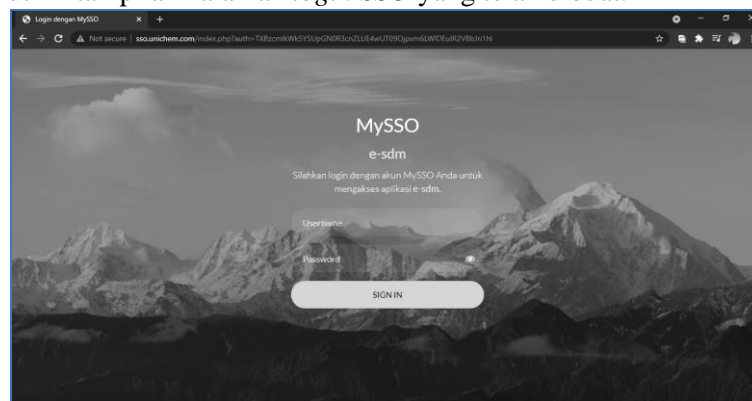 Login dengan MySSO
Not secure | sso.unichem.com/index.php?auth=
MySSO
e-sdm
Silahkan login dengan akun MySSO Anda untuk
mengakses aplikasi e-sdm.
Username
Password
SIGN IN